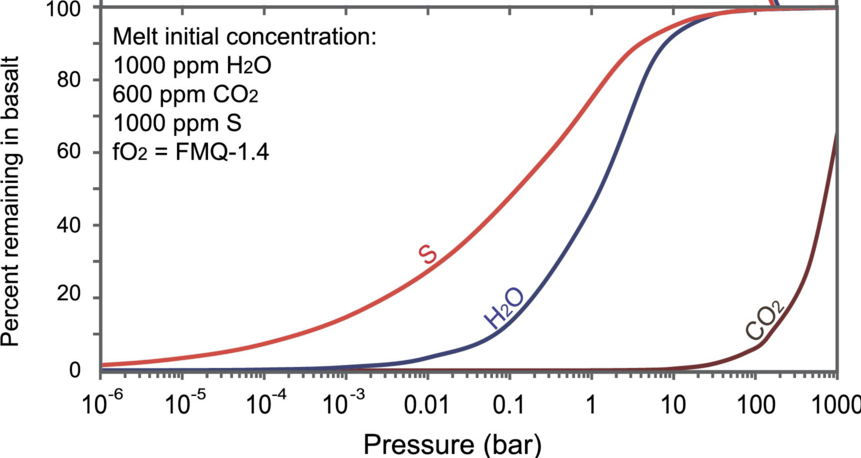 Percent remaining in basalt
100
80
60
40
20
0
Melt initial concentration:
1000 ppm H2O
600 ppm CO2
1000 ppm S
fO2 = FMQ-1.4
S
H2O
CO2
10-6 10-5 10-4 10-3 0.01 0.1 1 10 100 1000
Pressure (bar)